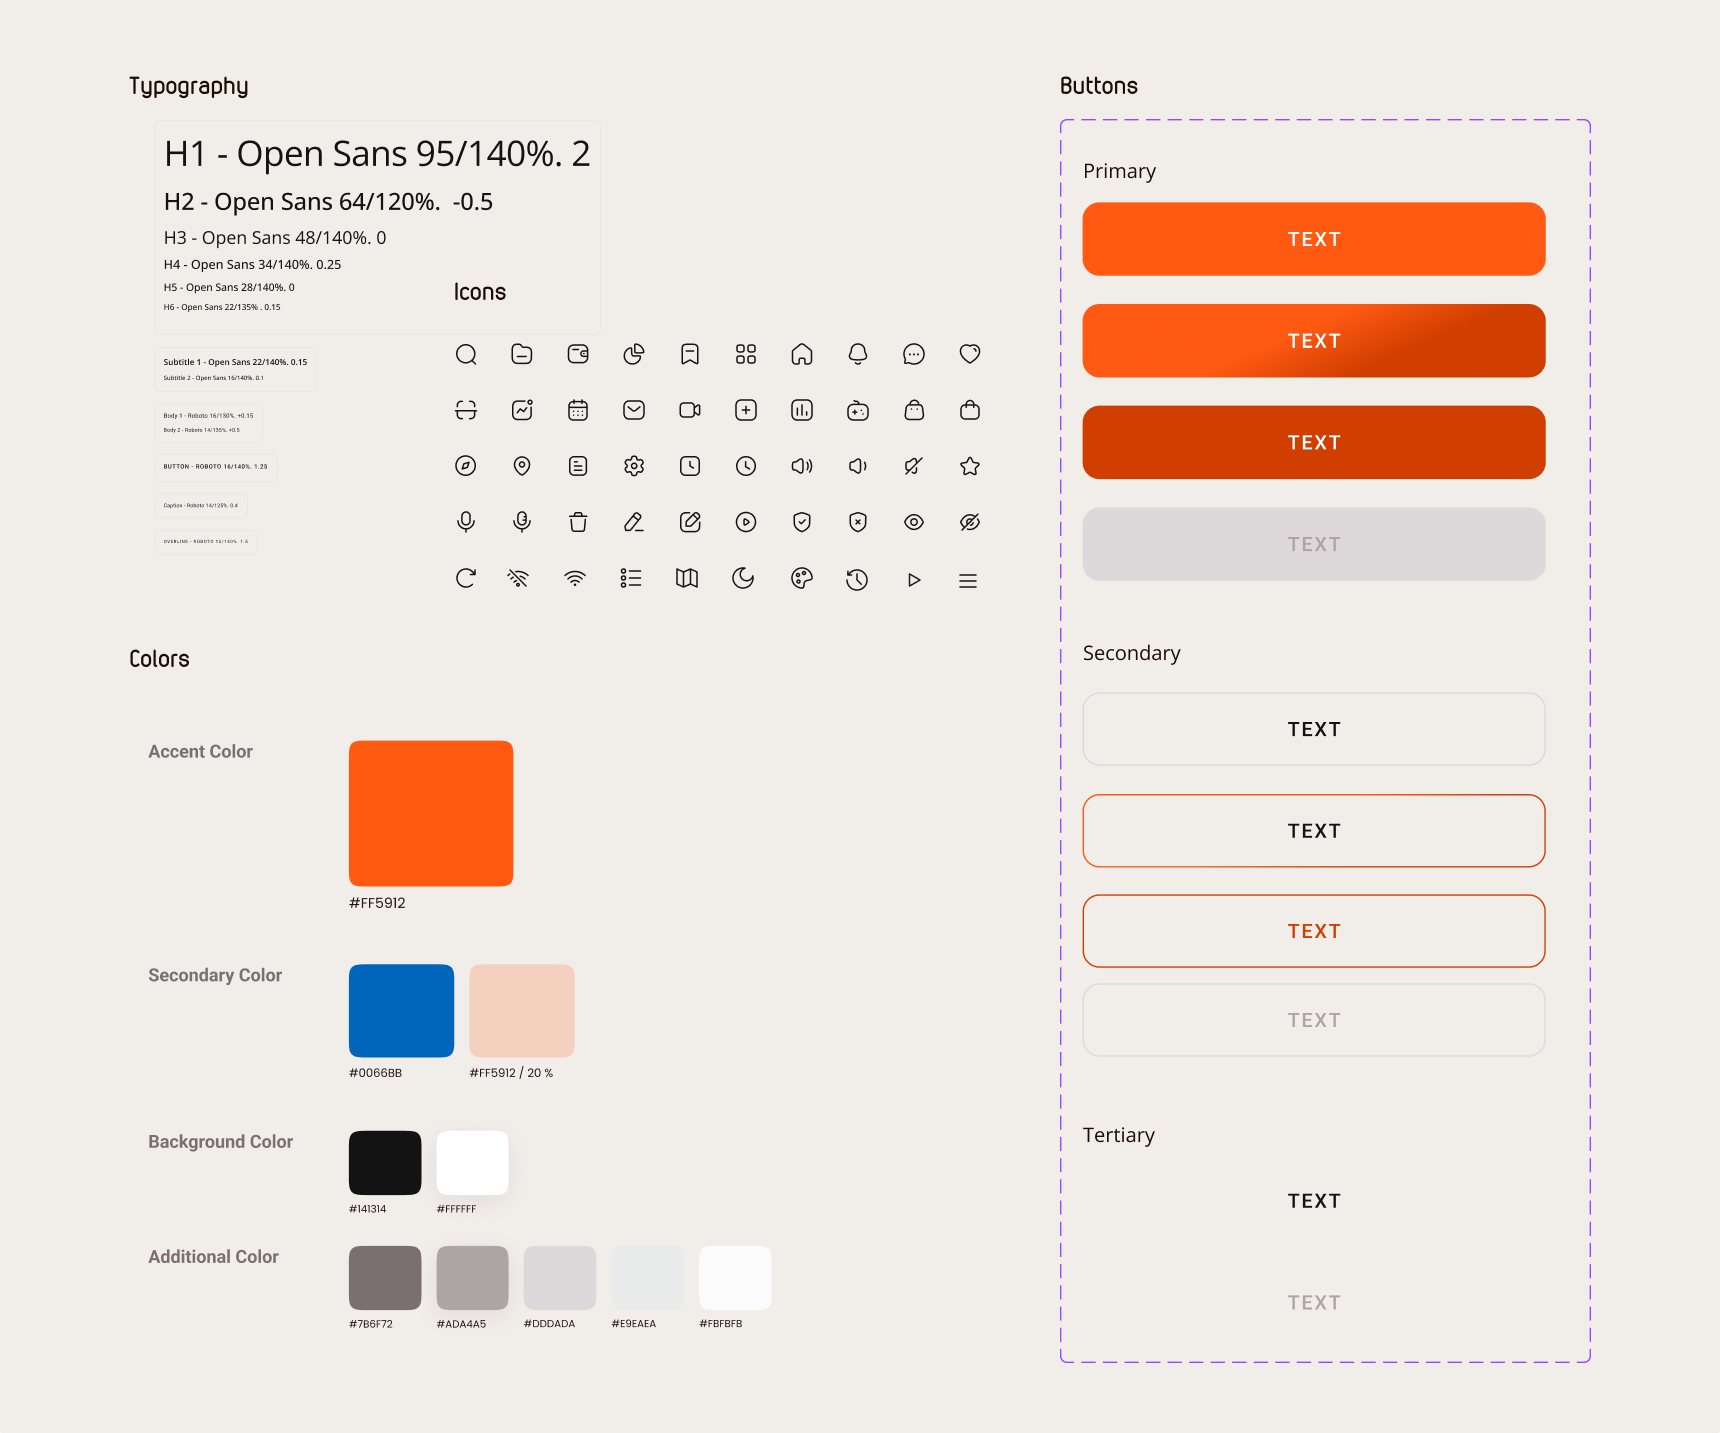 Typography
H1 - Open Sans 95/140%. 2
H2 - Open Sans 64/120%.  -0.5
H3 - Open Sans 48/140%. 0
H4 - Open Sans 34/140%. 0.25
H5 - Open Sans 28/140%. 0
H6 - Open Sans 22/135% . 0.15
Subtitle 1 - Open Sans 22/140%. 0.15
Subtitle 2 - Open Sans 16/140%. 0.1
Body 1 - Roboto 16/130%. +0.15
Body 2 - Roboto 14/135%. +0.5
BUTTON - ROBOTO 16/140%. 1.25
Caption - Roboto 14/125%. 0.4
OVERLINE - ROBOTO 12/140%. 1.5
Icons
Colors
Accent Color
#FF5912
Secondary Color
#0066BB
#FF5912 / 20 %
Background Color
#141314
#FFFFFF
Additional Color
#7B6F72
#ADA4A5
#DDDADA
#E9EAEA
#FBFBFB
Buttons
Primary
TEXT
TEXT
TEXT
TEXT
Secondary
TEXT
TEXT
TEXT
TEXT
Tertiary
TEXT
TEXT